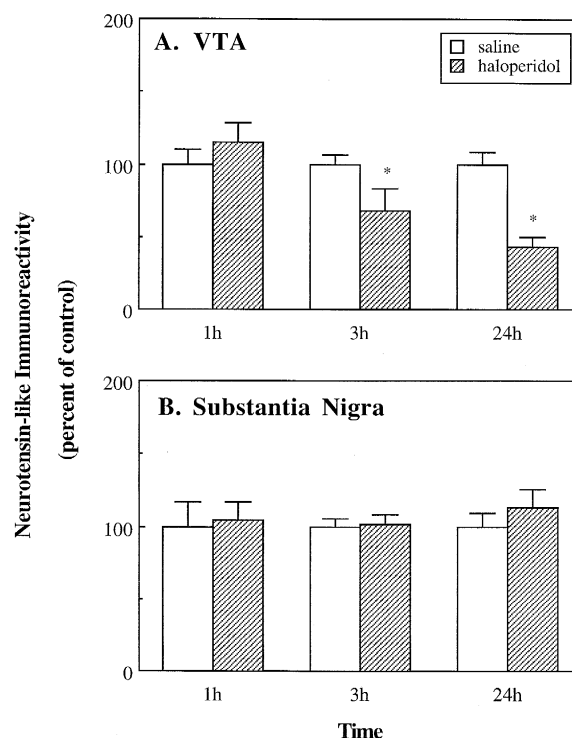 A. VTA
saline
haloperidol
200
100
0
*
*
1h
3h
24h
B. Substantia Nigra
200
100
0
1h
3h
24h
Time
Neurotensin-like Immunoreactivity
(percent of control)